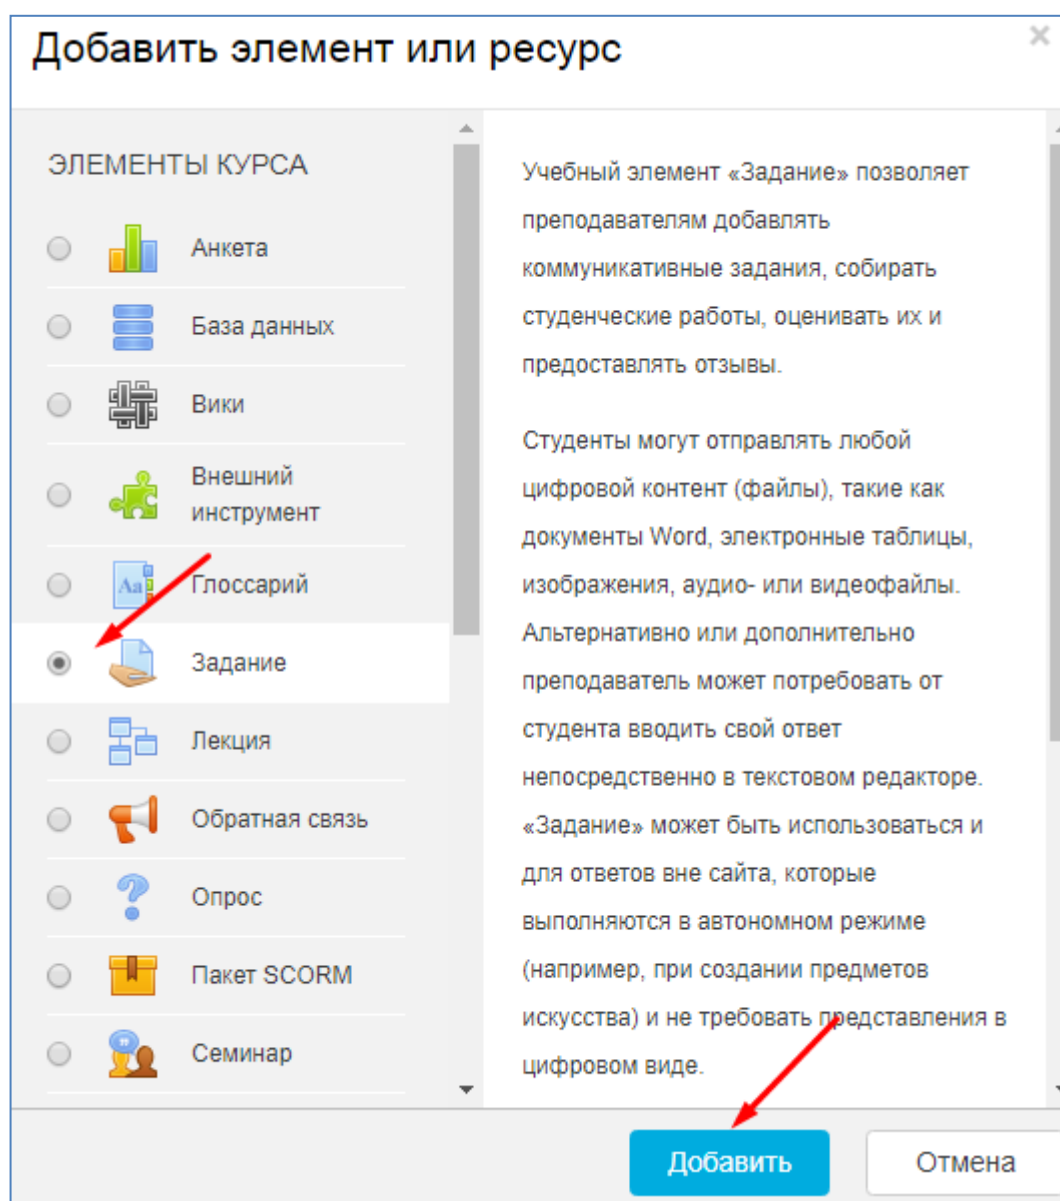 Добавить элемент или ресурс
ЭЛЕМЕНТЫ КУРСА
Анкета
База данных
Вики
Внешний
инструмент
Aa
Глоссарий
Задание
Лекция
Обратная связь
Опрос
Пакет SCORM
Семинар
Учебный элемент «Задание» позволяет
преподавателям добавлять
коммуникативные задания, собирать
студенческие работы, оценивать их и
предоставлять отзывы.
Студенты могут отправлять любой
цифровой контент (файлы), такие как
документы Word, электронные таблицы,
изображения, аудио- или видеофайлы.
Альтернативно или дополнительно
преподаватель может потребовать от
студента вводить свой ответ
непосредственно в текстовом редакторе.
«Задание» может быть использоваться и
для ответов вне сайта, которые
выполняются в автономном режиме
(например, при создании предметов
искусства) и не требовать представления в
цифровом виде.
Добавить
Отмена